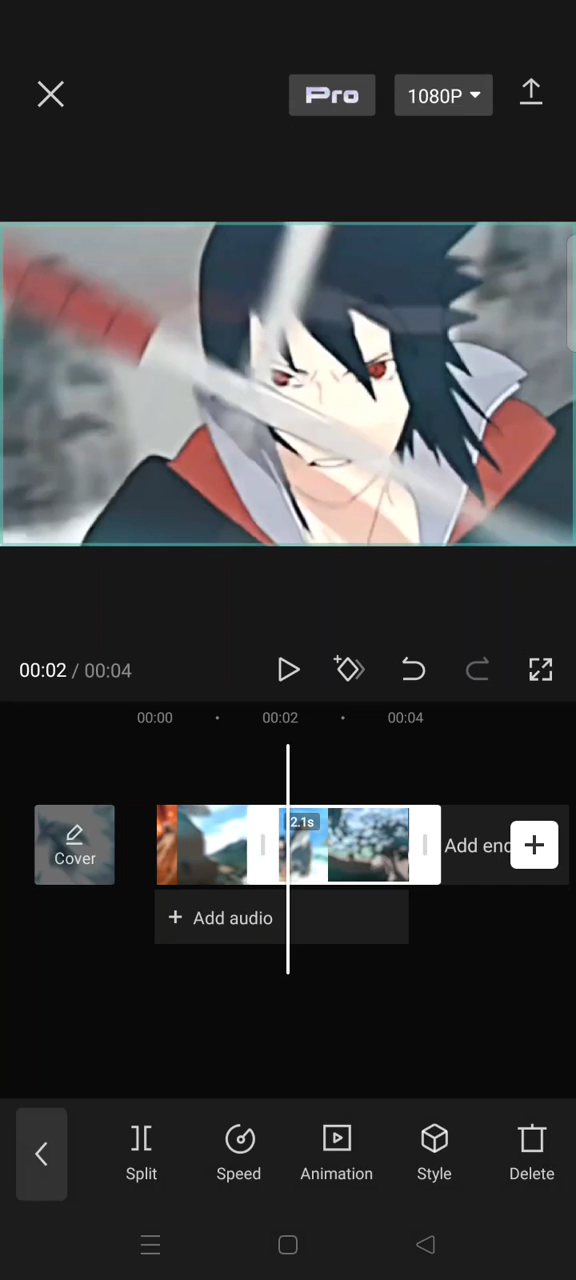 Pro
1080P
00:02 / 00:04
00:00
00:02
00:04
Cover
2.1s
Add end
+ Add audio
Split
Speed
Animation
Style
Delete